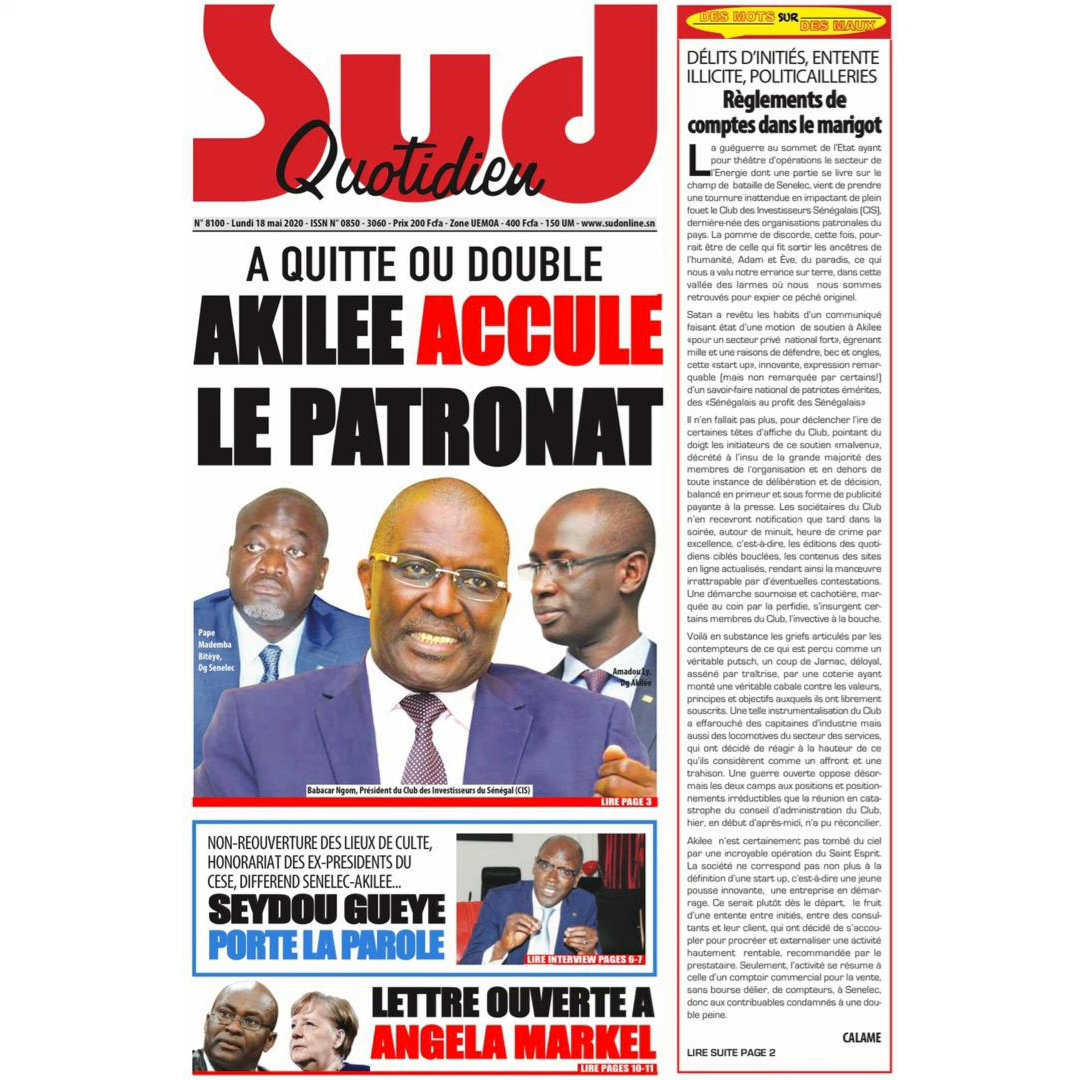 Sud
Quotidien
N° 8100 - Lundi 18 mai 2020 - ISSN N° 0850 - 3060 - Prix 200 Fcfa - Zone UEMOA - 400 Fcfa - 150 UM - www.sudonline.sn
A QUITTE OU DOUBLE
AKILEE ACCULE
LE PATRONAT
Pape
Mademba
Bitèye,
Dg Senelec
Amadou Ly,
Dg Akilée
Babacar Ngom, Président du Club des Investisseurs du Sénégal (CIS)
LIRE PAGE 3
NON-REOUVERTURE DES LIEUX DE CULTE,
HONORARIAT DES EX-PRESIDENTS DU
CESE, DIFFEREND SENELEC-AKILEE...
SEYDOU GUEYE
PORTE LA PAROLE
LIRE INTERVIEW PAGES 6-7
LETTRE OUVERTE A
ANGELA MARKEL
LIRE PAGES 10-11
DES MOTS SUR DES MAUX
DÉLITS D'INITIÉS, ENTENTE
ILLICITE, POLITICAILLERIES
Règlements de
comptes dans le marigot
La guéguerre au sommet de l'Etat ayant
pour théâtre d'opérations le secteur de
l'Energie dont une partie se livre sur le
champ de bataille de Senelec, vient de prendre
une tournure inattendue en impactant de plein
fouet le Club des Investisseurs Sénégalais (CIS),
dernière-née des organisations patronales du
pays. La pomme de discorde, cette fois, pour-
rait être de celle qui fit sortir les ancêtres de
l'humanité, Adam et Ève, du paradis, ce qui
nous a valu notre errance sur terre, dans cette
vallée des larmes où nous nous sommes
retrouvés pour expier ce péché originel.
Satan a revêtu les habits d'un communiqué
faisant état d'une motion de soutien à Akilee
«pour un secteur privé national fort», égrenant
mille et une raisons de défendre, bec et ongles,
cette «start up», innovante, expression remar-
quable (mais non remarquée par certains!)
d'un savoir-faire national de patriotes émérites,
des «Sénégalais au profit des Sénégalais»
Il n'en fallait pas plus, pour déclencher l'ire de
certaines têtes d'affiche du Club, pointant du
doigt les initiateurs de ce soutien «malvenu»,
décrété à l'insu de la grande majorité des
membres de l'organisation et en dehors de
toute instance de délibération et de décision,
balancé en primeur et sous forme de publicité
payante à la presse. Les sociétaires du Club
n'en recevront notification que tard dans la
soirée, autour de minuit, heure de crime par
excellence, c'est-à-dire, les éditions des quoti-
diens ciblés bouclées, les contenus des sites
en ligne actualisés, rendant ainsi la manœuvre
irrattrapable par d'éventuelles contestations.
Une démarche sournoise et cachotière, mar-
quée au coin par la perfidie, s'insurgent cer-
tains membres du Club, l'invective à la bouche.
Voilà en substance les griefs articulés par les
contempteurs de ce qui est perçu comme un
véritable putsch, un coup de Jarnac, déloyal,
asséné par traîtrise, par une coterie ayant
monté une véritable cabale contre les valeurs,
principes et objectifs auxquels ils ont librement
souscrits. Une telle instrumentalisation du Club
a effarouché des capitaines d'industrie mais
aussi des locomotives du secteur des services,
qui ont décidé de réagir à la hauteur de ce
qu'ils considèrent comme un affront et une
trahison. Une guerre ouverte oppose désor-
mais les deux camps aux positions et position-
nements irréductibles que la réunion en cata-
strophe du conseil d'administration du Club,
hier, en début d'après-midi, n'a pu réconcilier.
Akilee n'est certainement pas tombé du ciel
par une incroyable opération du Saint Esprit.
La société ne correspond pas non plus à la
définition d'une start up, c'est-à-dire une jeune
pousse innovante, une entreprise en démar-
rage. Ce serait plutôt dès le départ, le fruit
d'une entente entre initiés, entre des consul-
tants et leur client, qui ont décidé de s'accou-
pler pour procréer et externaliser une activité
hautement rentable, recommandée par le
prestataire. Seulement, l'activité se résume à
celle d'un comptoir commercial pour la vente,
sans bourse délier, de compteurs, à Senelec,
donc aux contribuables condamnés à une dou-
ble peine.
CALAME
LIRE SUITE PAGE 2